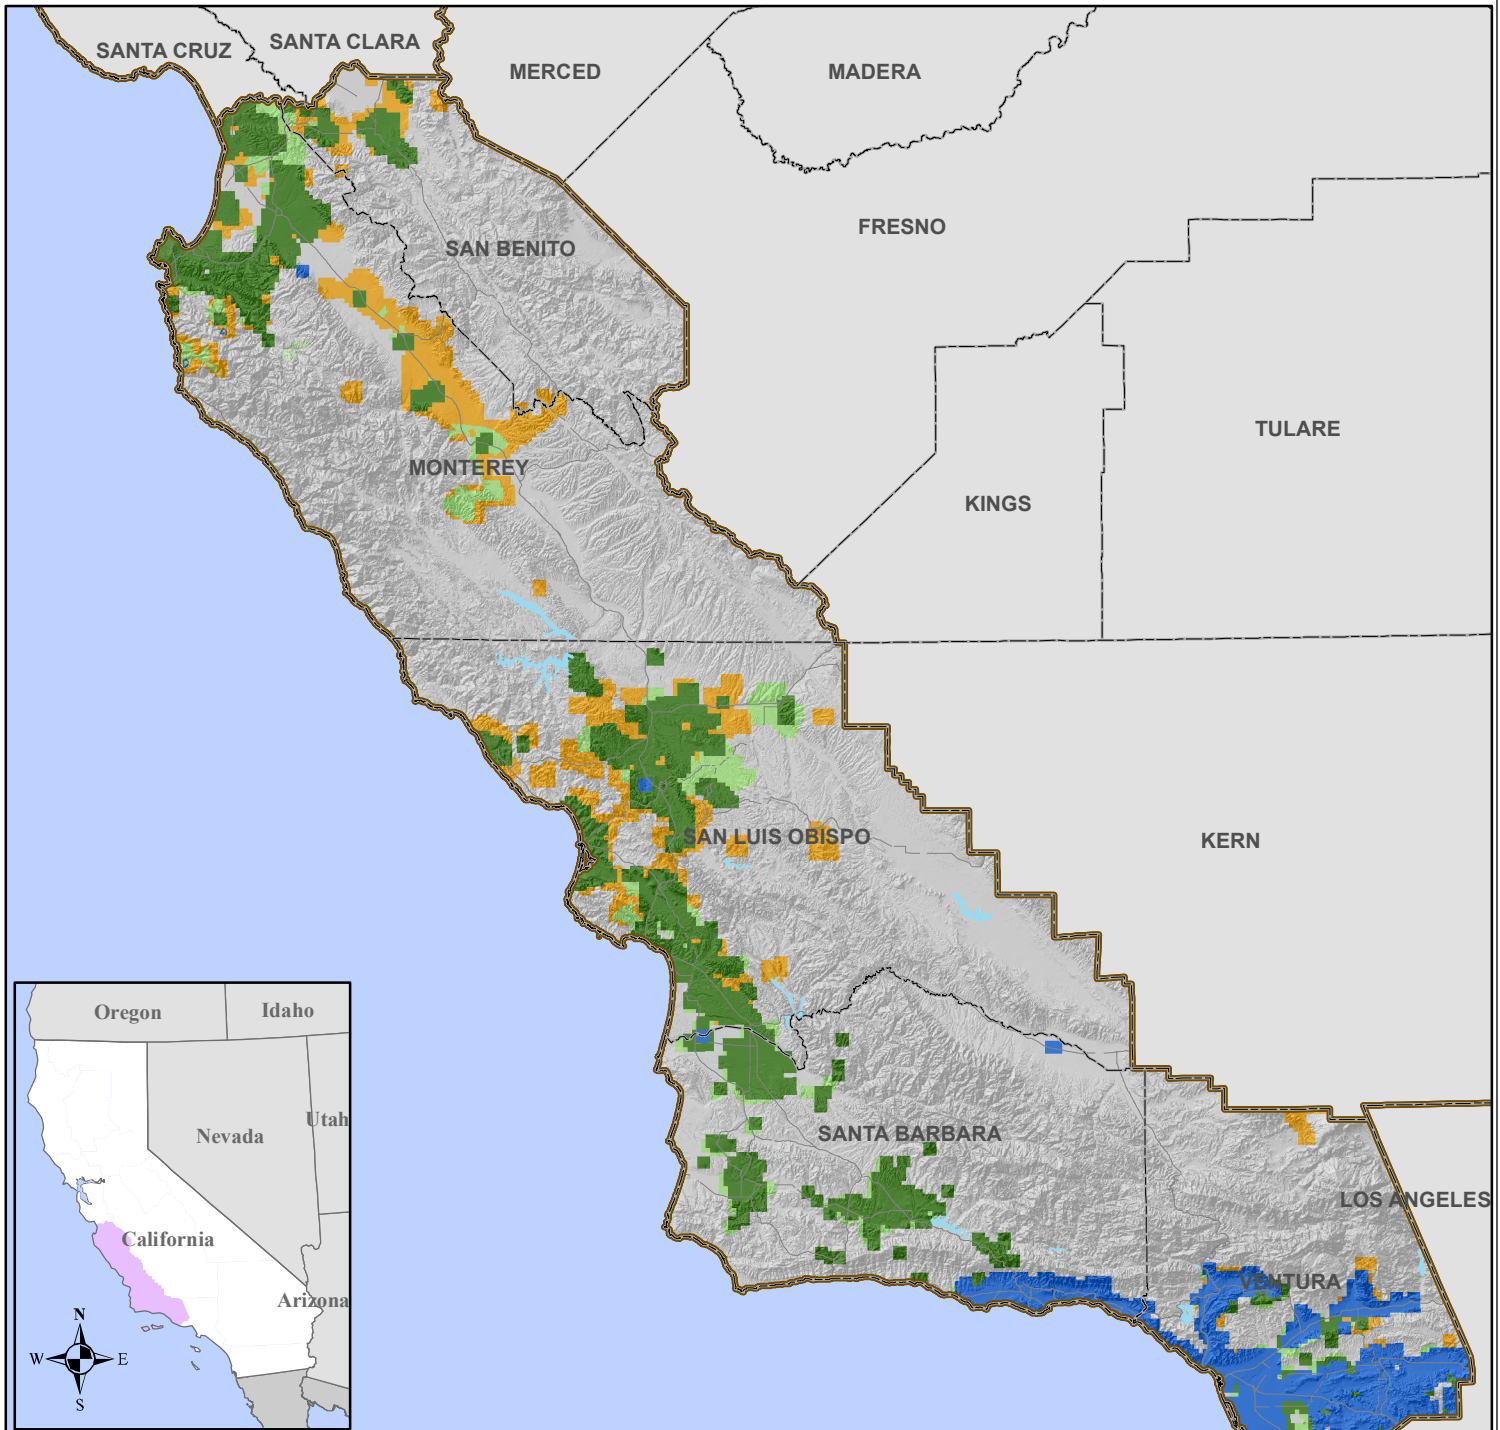 SANTA CRUZ
SANTA CLARA
MERCED
MADERA
FRESNO
SAN BENITO
TULARE
MONTEREY
KINGS
SAN LUIS OBISPO
KERN
SANTA BARBARA
LOS ANGELES
VENTURA
Oregon
Idaho
Nevada
Utah
California
Arizona
N
W
E
S